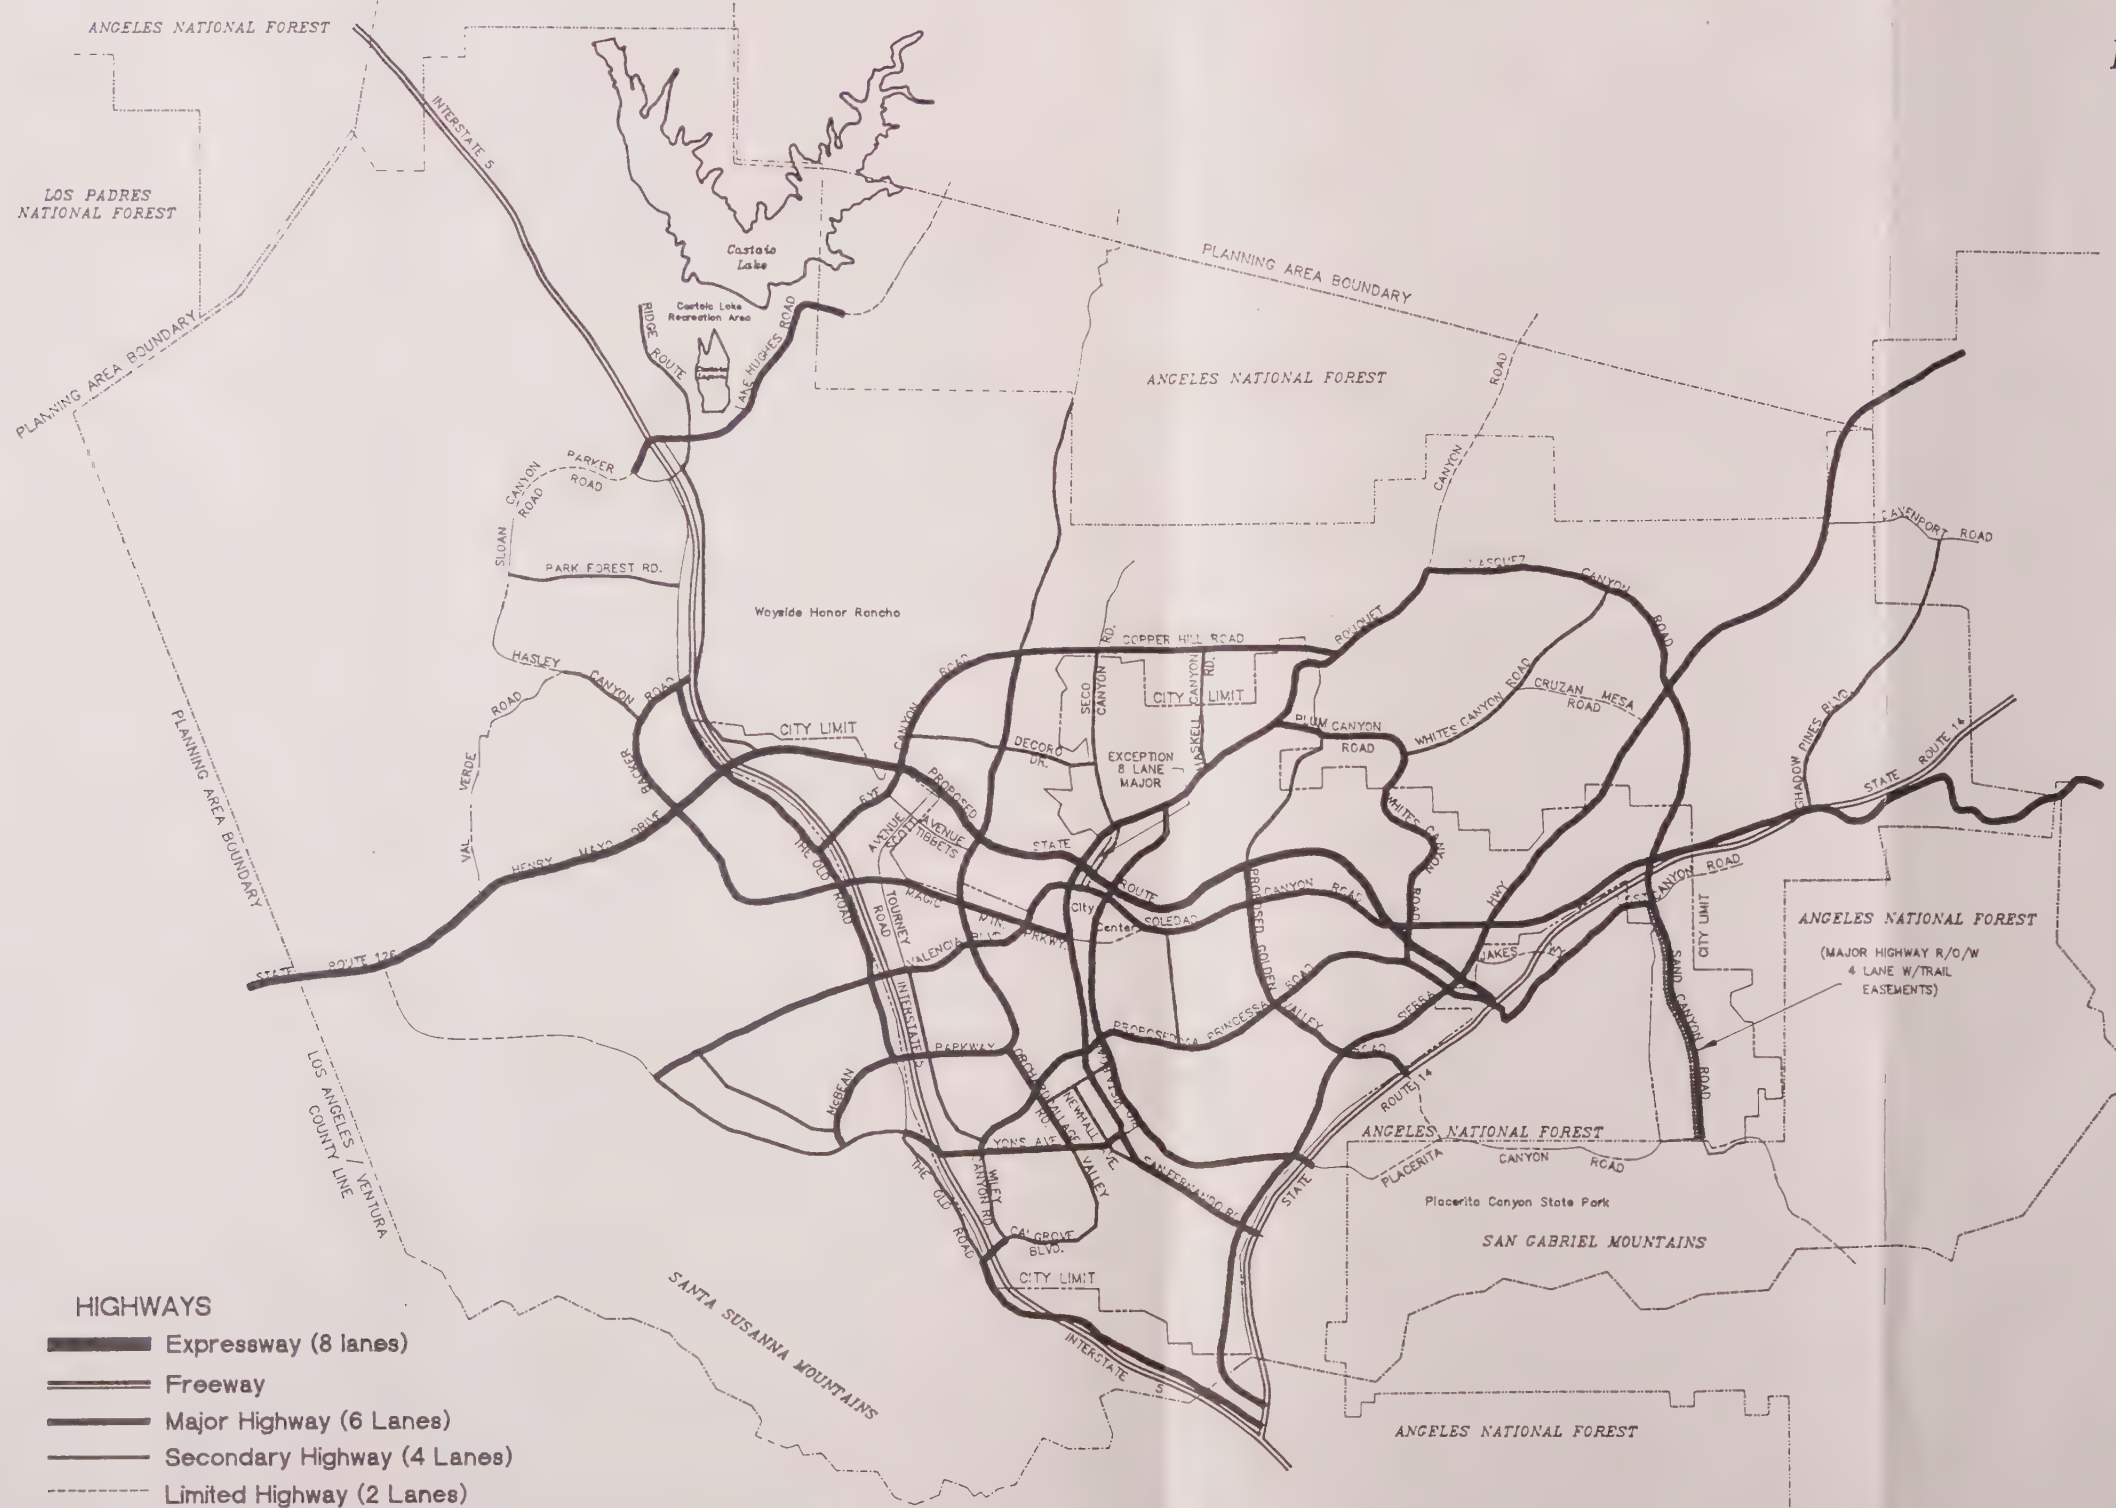 ANGELES NATIONAL FOREST
INTERSTATE 5
LOS PADRES
NATIONAL FOREST
Castaic
Lake
PLANNING AREA BOUNDARY
PLANNING AREA BOUNDARY
Castaic Lake
Recreation Area
RIDGE ROUTE
LAKE HUGHES ROAD
ANGELES NATIONAL FOREST
CANYON ROAD
PARKER
ROAD
CANYON
ROAD
SLOAN
PARK FOREST RD.
DAVENPORT ROAD
VASQUEZ CANYON ROAD
Wayside Honor Rancho
BOUQUET
COPPER HILL ROAD
HASLEY CANYON ROAD
SECO
CANYON
RD.
HASKELL CANYON
RD.
CITY LIMIT
WHITES CANYON ROAD
CRUZAN MESA
ROAD
PLANNING AREA BOUNDARY
VAL VERDE ROAD
CITY LIMIT
CANYON ROAD
DECORO
DR.
EXCEPTION
8 LANE
MAJOR
PLUM CANYON
ROAD
SHADOW PINES BLVD.
STATE ROUTE 14
BACKER
RYE
PROPOSED STATE ROUTE
AVENUE
SCOTT
AVENUE
TIBBETS
WHITES CANYON ROAD
HENRY MAYO DRIVE
THE OLD ROAD
MAGIC MTN. PRKWY.
TOURNEY
ROAD
City
Center
SOLEDAD CANYON ROAD
PROPOSED GOLDEN VALLEY ROAD
HWY
CANYON ROAD
CITY LIMIT
ANGELES NATIONAL FOREST
(MAJOR HIGHWAY R/O/W
4 LANE W/TRAIL
EASEMENTS)
STATE ROUTE 126
VALENCIA BLVD.
JAKES
SAND CANYON ROAD
INTERSTATE 5
SIERRA
PROPOSED VIA PRINCESSA ROAD
LOS ANGELES / VENTURA
COUNTY LINE
McBEAN PARKWAY
ORCHARD VILLAGE
RD.
VALLEY
NEWHALL AVE.
ROUTE 14
LYONS AVE
ANGELES NATIONAL FOREST
PLACERITA CANYON ROAD
SAN FERNANDO RD
STATE
THE OLD ROAD
WILEY
CANYON RD.
CALGROVE
BLVD.
Placerita Canyon State Park
SAN GABRIEL MOUNTAINS
CITY LIMIT
SANTA SUSANNA MOUNTAINS
INTERSTATE 5
ANGELES NATIONAL FOREST
HIGHWAYS
Expressway (8 lanes)
Freeway
Major Highway (6 Lanes)
Secondary Highway (4 Lanes)
Limited Highway (2 Lanes)